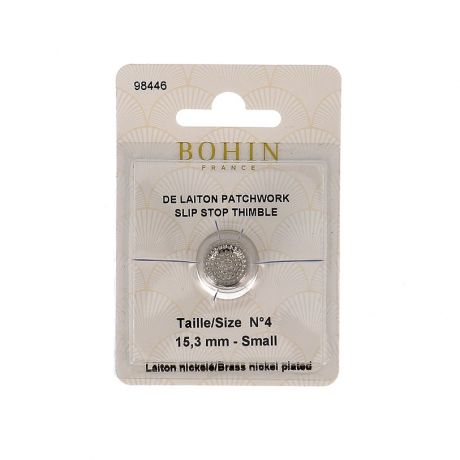 98446
BOHIN
FRANCE
DE LAITON PATCHWORK
SLIP STOP THIMBLE
Taille/Size N°4
15,3 mm - Small
Laiton nickelé/Brass nickel plated